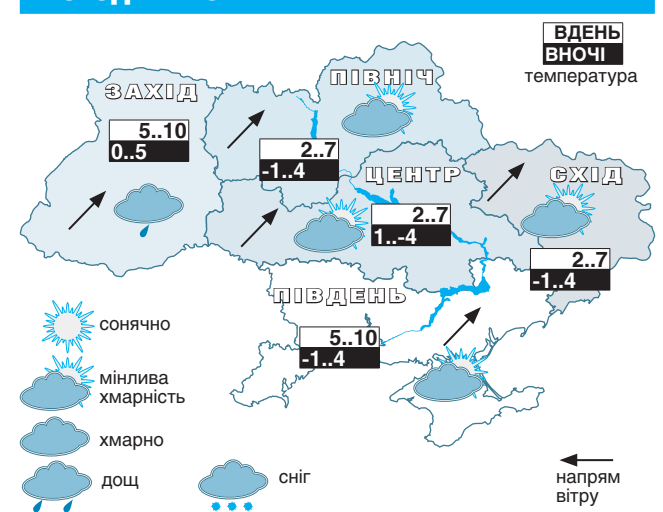 ВДЕНЬ
ВНОЧІ
температура
ПІВНІЧ
ЗАХІД
5..10
0..5
2..7
-1..4
ЦЕНТР
СХІД
2..7
1..-4
2..7
-1..4
ПІВДЕНЬ
5..10
-1..4
сонячно
мінлива
хмарність
хмарно
дощ
сніг
напрям
вітру